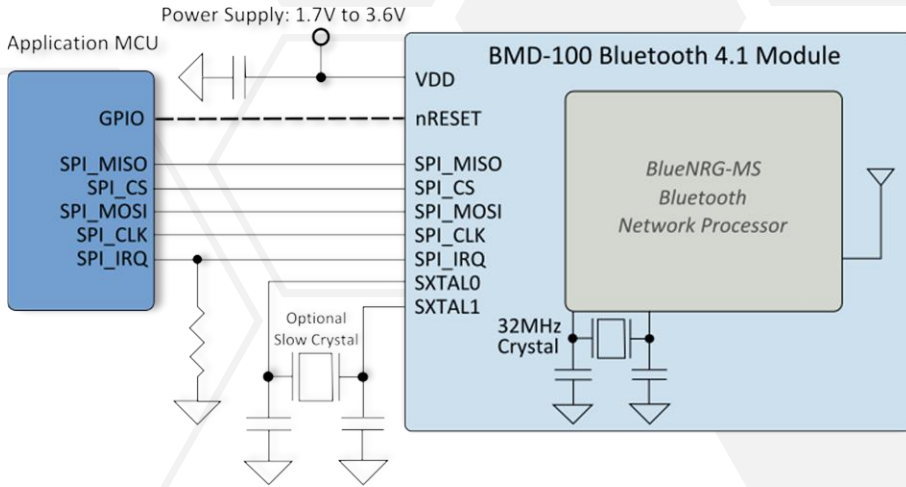 Power Supply: 1.7V to 3.6V
Application MCU
BMD-100 Bluetooth 4.1 Module
VDD
GPIO
nRESET
SPI_MISO
SPI_CS
SPI_MOSI
SPI_CLK
SPI_IRQ
SPI_MISO
SPI_CS
SPI_MOSI
SPI_CLK
SPI_IRQ
SXTAL0
SXTAL1
BlueNRG-MS
Bluetooth
Network Processor
Optional
Slow Crystal
32MHz
Crystal